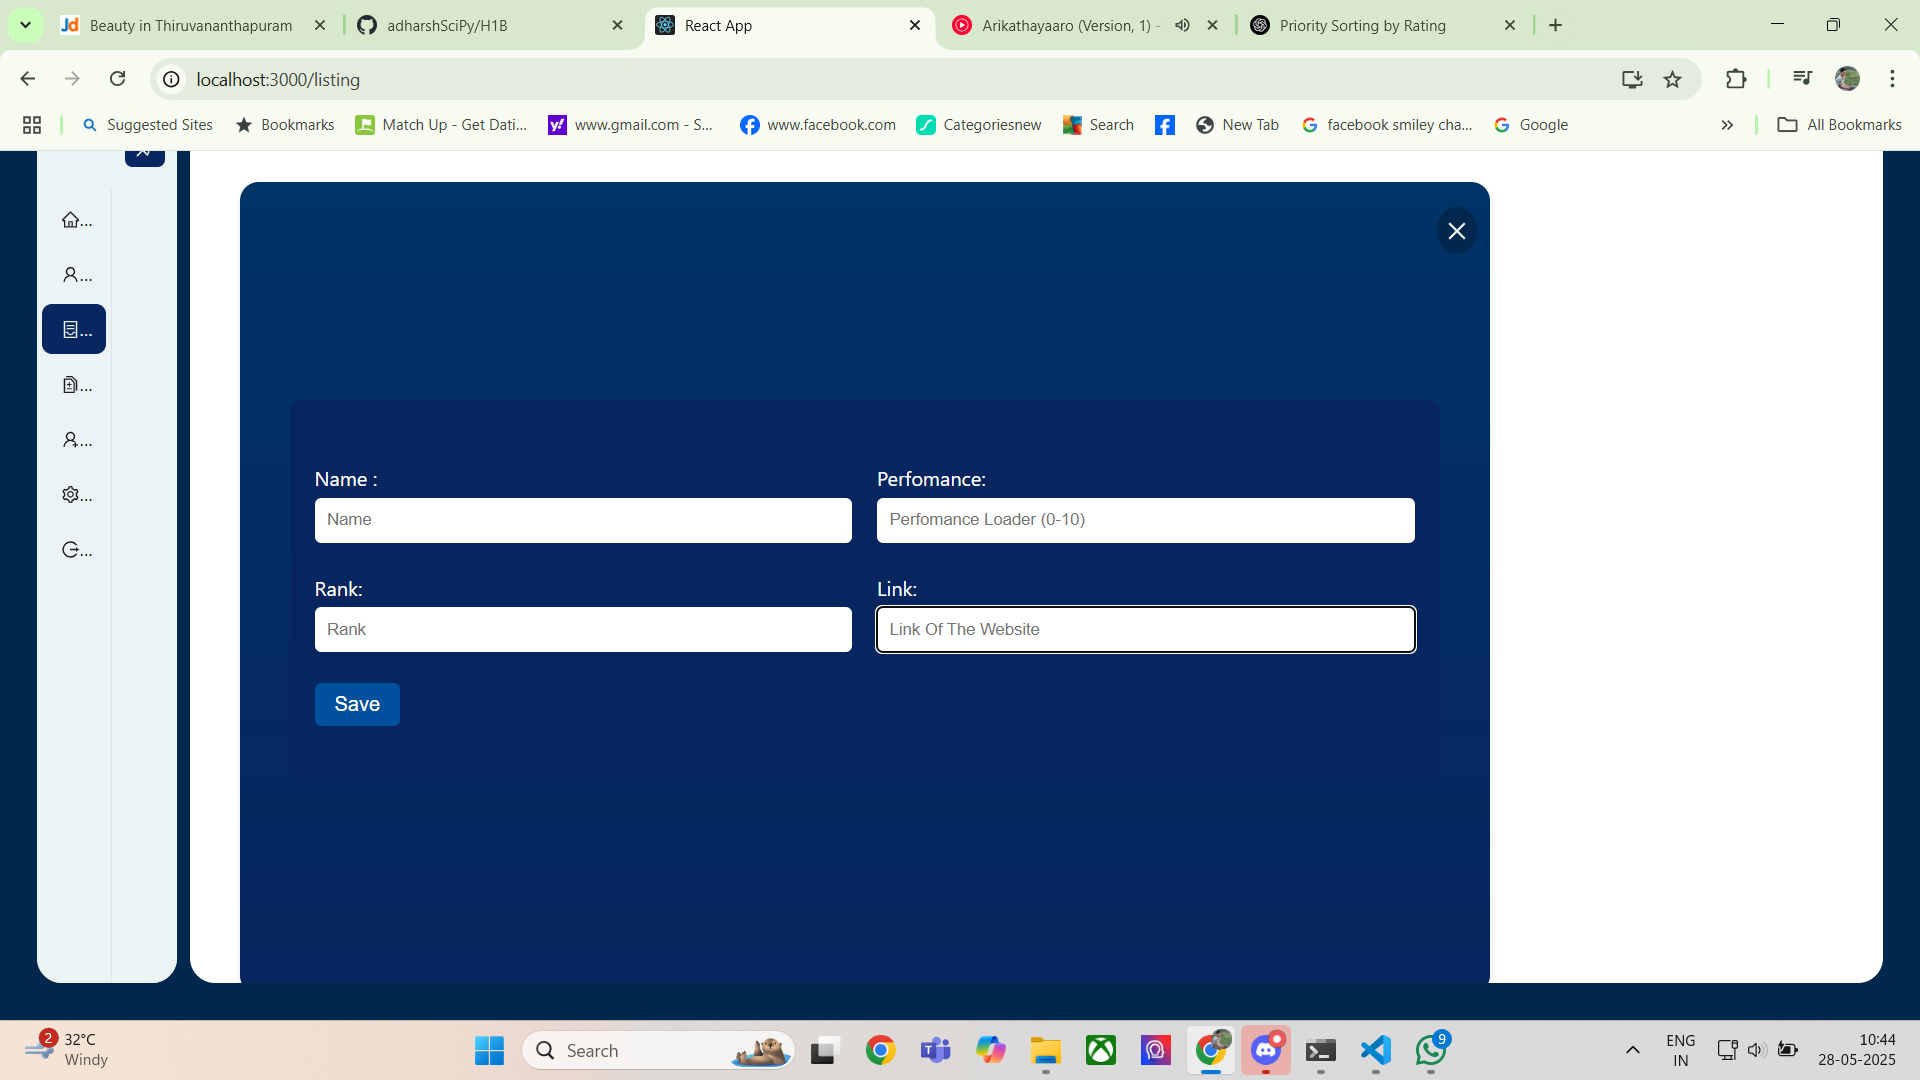 Beauty in Thiruvananthapuram
adharshSciPy/H1B
React App
Arikathayaaro (Version, 1) -
Priority Sorting by Rating
localhost:3000/listing
Suggested Sites
Bookmarks
Match Up - Get Dati...
www.gmail.com - S...
www.facebook.com
Categoriesnew
Search
New Tab
facebook smiley cha...
Google
All Bookmarks
...
...
...
...
...
...
...
Name :
Perfomance:
Name
Perfomance Loader (0-10)
Rank:
Link:
Rank
Link Of The Website
Save
2
32°C
Windy
Search
9
ENG
IN
10:44
28-05-2025